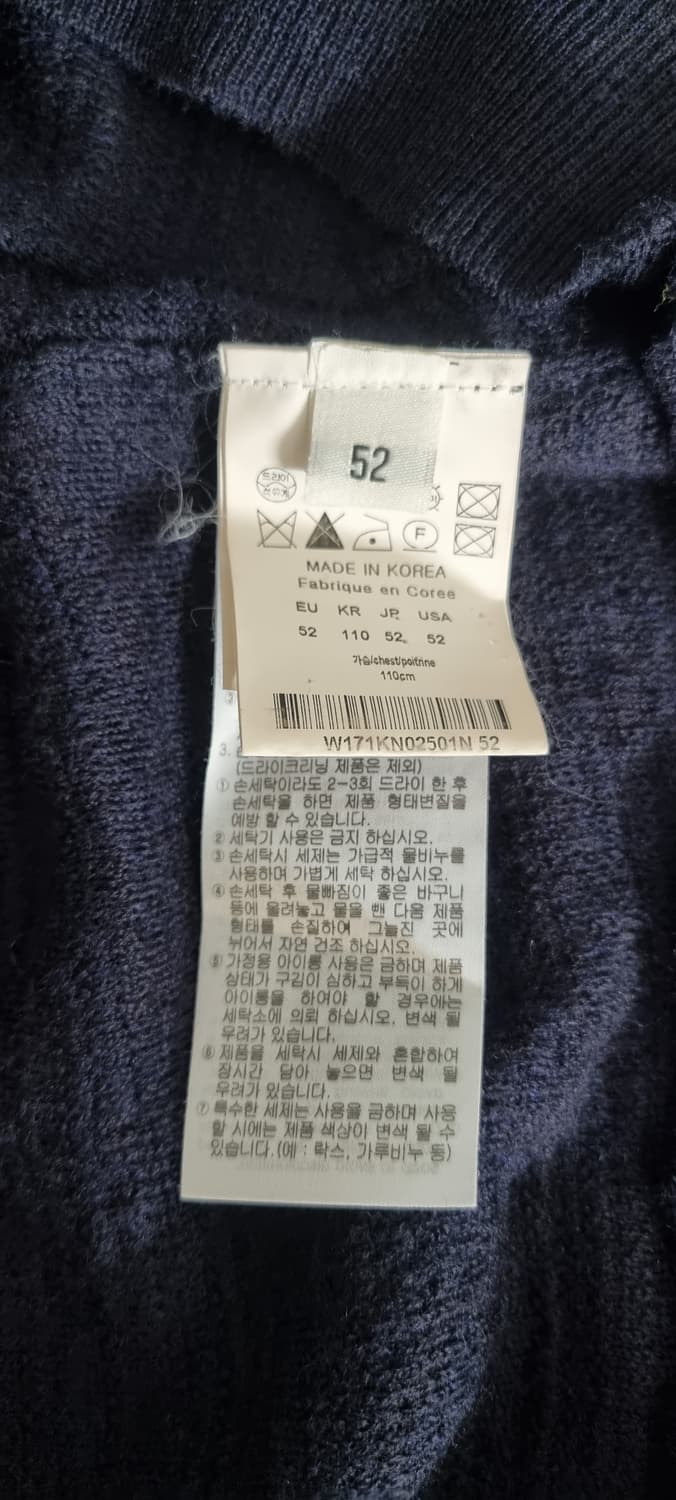 52
드라이
MADE IN KOREA
Fabrique en Coree
F
EU KR JP USA
52 110 52 52
가슴/chest/poitrine
110cm
W171KN02501N 52
3.
(드라이크리닝 제품은 제외)
① 손세탁이라도 2-3회 드라이 한 후
손세탁을 하면 제품 형태변질을
예방 할 수 있습니다.
② 세탁기 사용은 금지 하십시오.
③ 손세탁시 세제는 가급적 물비누를
사용하며 가볍게 세탁 하십시오.
④ 손세탁 후 물빠짐이 좋은 바구니
등에 올려놓고 물을 뺀 다음 제품
형태를 손질하여 그늘진 곳에
뉘어서 자연 건조 하십시요.
⑤ 가정용 아이롱 사용은 금하며 제품
상태가 구김이 심하고 부득이 하게
아이롱을 하여야 할 경우에는
세탁소에 의뢰 하십시오. 변색 될
우려가 있습니다.
⑥ 제품을 세탁시 세제와 혼합하여
장시간 담아 놓으면 변색 될
우려가 있습니다.
⑦ 특수한 세제는 사용을 금하며 사용
할 시에는 제품 색상이 변색 될 수
있습니다.(예 : 락스, 가루비누 등)